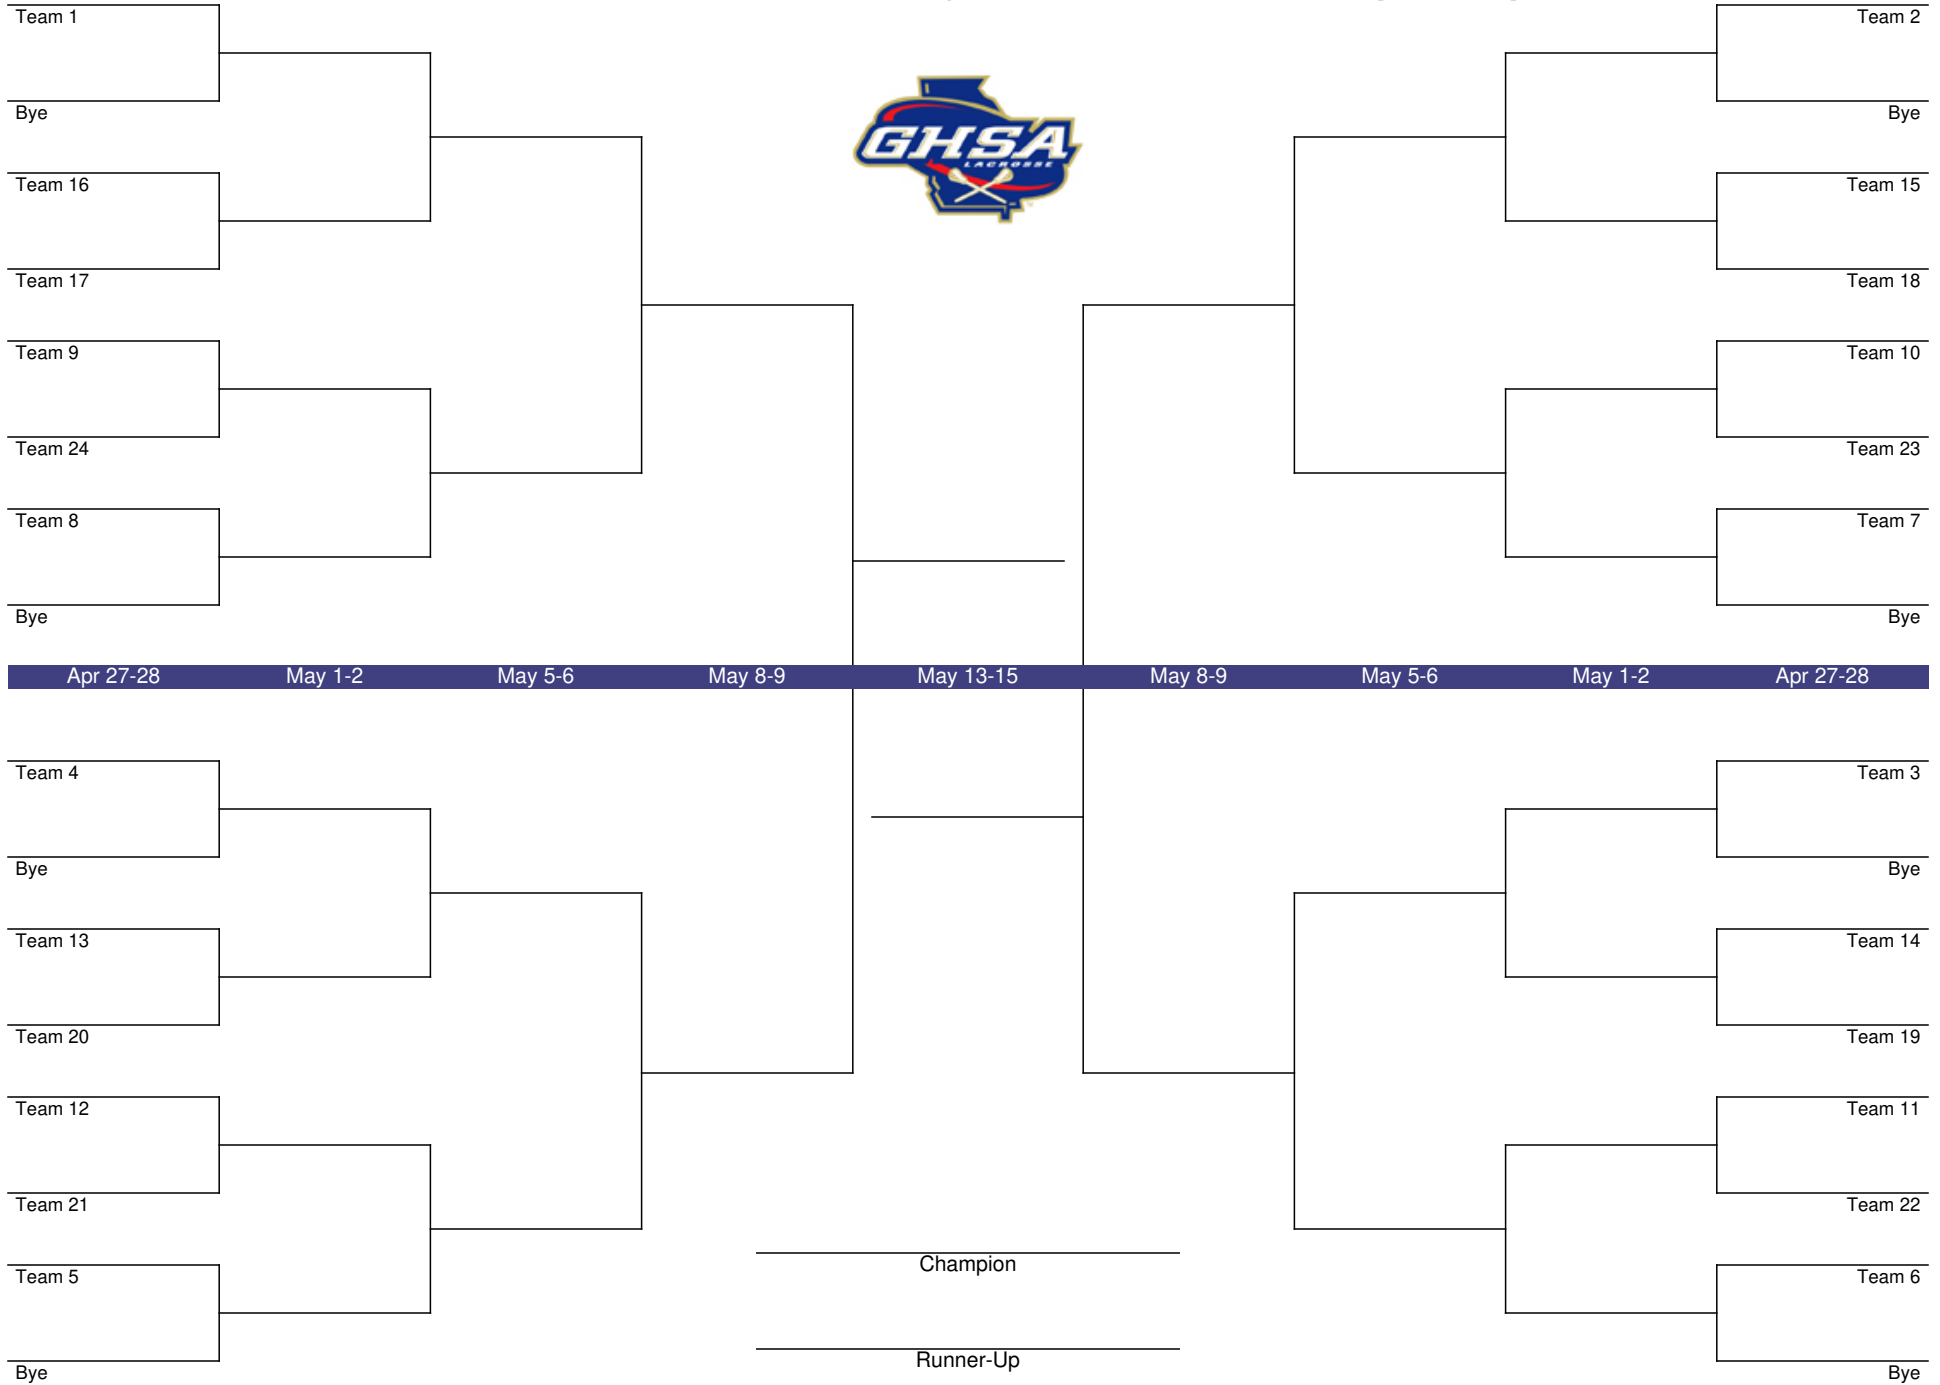 Team 1
Bye
Team 16
Team 17
Team 9
Team 24
Team 8
Bye
GHSA
LACROSSE
Team 2
Bye
Team 15
Team 18
Team 10
Team 23
Team 7
Bye
Apr 27-28 May 1-2 May 5-6 May 8-9 May 13-15 May 8-9 May 5-6 May 1-2 Apr 27-28
Team 4
Bye
Team 13
Team 20
Team 12
Team 21
Team 5
Bye
Team 3
Bye
Team 14
Team 19
Team 11
Team 22
Team 6
Bye
Champion
Runner-Up